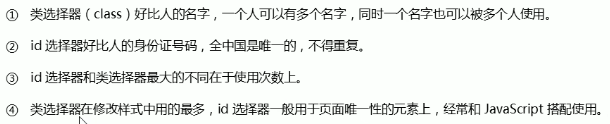 ① 类选择器（class）好比人的名字，一个人可以有多个名字，同时一个名字也可以被多个人使用。
② id 选择器好比人的身份证号码，全中国是唯一的，不得重复。
③ id 选择器和类选择器最大的不同在于使用次数上。
④ 类选择器在修改样式中用的最多，id 选择器一般用于页面唯一性的元素上，经常和 JavaScript 搭配使用。